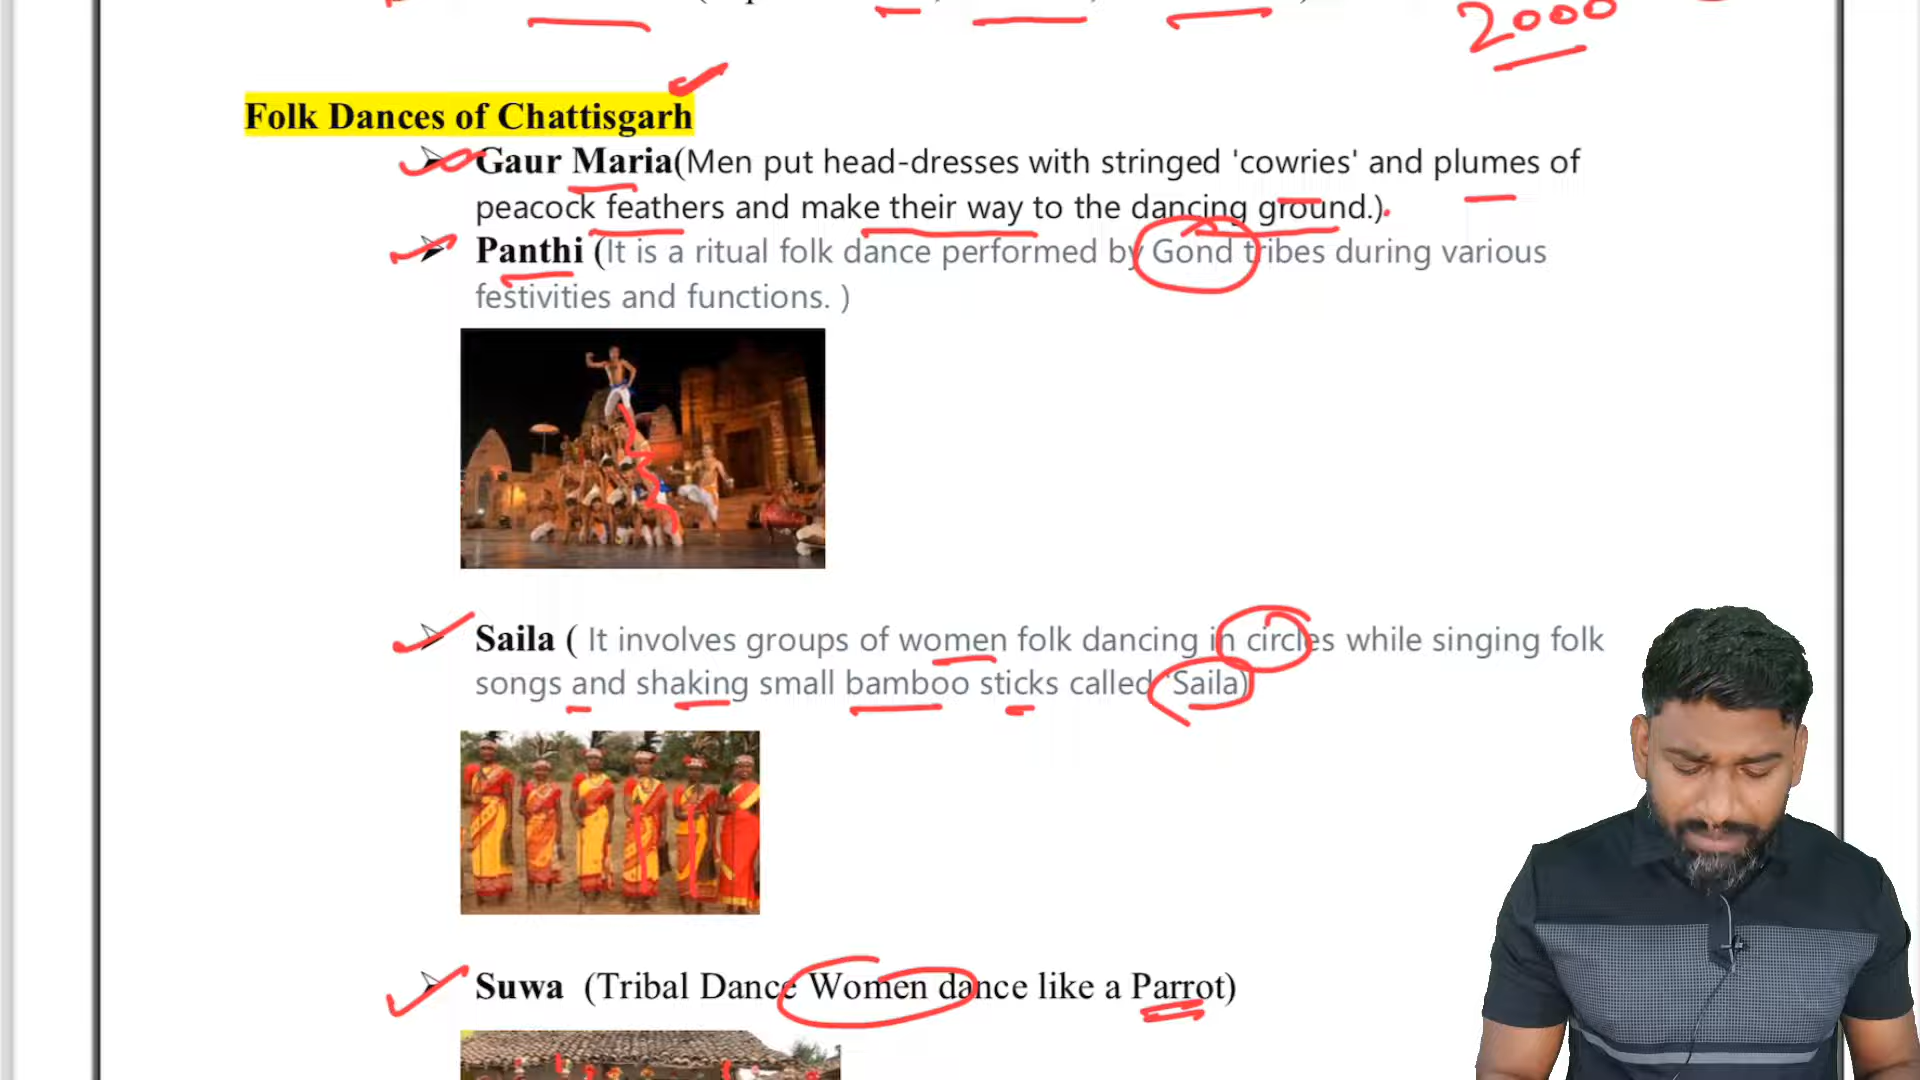 2000
Folk Dances of Chattisgarh
Gaur Maria(Men put head-dresses with stringed 'cowries' and plumes of
peacock feathers and make their way to the dancing ground.).
Panthi (It is a ritual folk dance performed by Gond tribes during various
festivities and functions. )
Saila ( It involves groups of women folk dancing in circles while singing folk
songs and shaking small bamboo sticks called 'Saila)
Suwa (Tribal Dance Women dance like a Parrot)